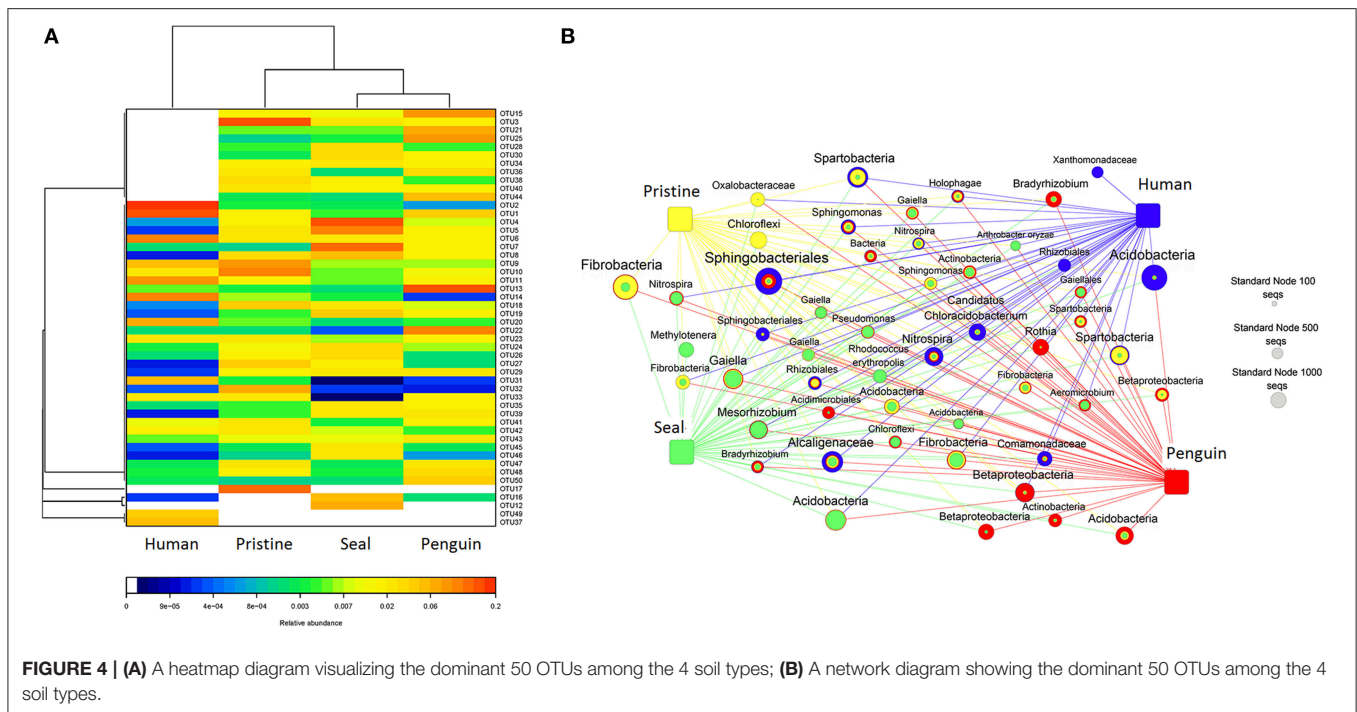 A
OTU15
OTU3
OTU21
OTU25
OTU28
OTU30
OTU34
OTU36
OTU38
OTU40
OTU44
OTU2
OTU1
OTU4
OTU5
OTU6
OTU7
OTU8
OTU9
OTU10
OTU11
OTU13
OTU14
OTU18
OTU19
OTU20
OTU22
OTU23
OTU24
OTU26
OTU27
OTU29
OTU31
OTU32
OTU33
OTU35
OTU39
OTU41
OTU42
OTU43
OTU45
OTU46
OTU47
OTU48
OTU50
OTU17
OTU16
OTU12
OTU49
OTU37
Human Pristine Seal Penguin
0 9e-05 4e-04 8e-04 0.003 0.007 0.02 0.06 0.2
Relative abundance
B
Spartobacteria
Xanthomonadaceae
Pristine
Oxalobacteraceae
Holophagae
Bradyrhizobium
Human
Gaiella
Sphingomonas
Chloroflexi
Nitrospira
Arthrobacter oryzae
Bacteria
Rhizobiales
Sphingobacteriales
Acidobacteria
Fibrobacteria
Actinobacteria
Nitrospira
Sphingomonas
Gaiellales
Candidatus
Chloracidobacterium
Gaiella
Spartobacteria
Sphingobacteriales
Pseudomonas
Rothia
Methylotenera
Gaiella
Nitrospira
Spartobacteria
Gaiella
Rhodococcus
erythropolis
Fibrobacteria
Rhizobiales
Fibrobacteria
Betaproteobacteria
Acidimicrobiales
Acidobacteria
Aeromicrobium
Mesorhizobium
Acidobacteria
Seal
Chloroflexi
Alcaligenaceae
Fibrobacteria
Comamonadaceae
Bradyrhizobium
Penguin
Betaproteobacteria
Acidobacteria
Betaproteobacteria
Actinobacteria
Acidobacteria
Standard Node 100
seqs
Standard Node 500
seqs
Standard Node 1000
seqs
FIGURE 4 | (A) A heatmap diagram visualizing the dominant 50 OTUs among the 4 soil types; (B) A network diagram showing the dominant 50 OTUs among the 4
soil types.